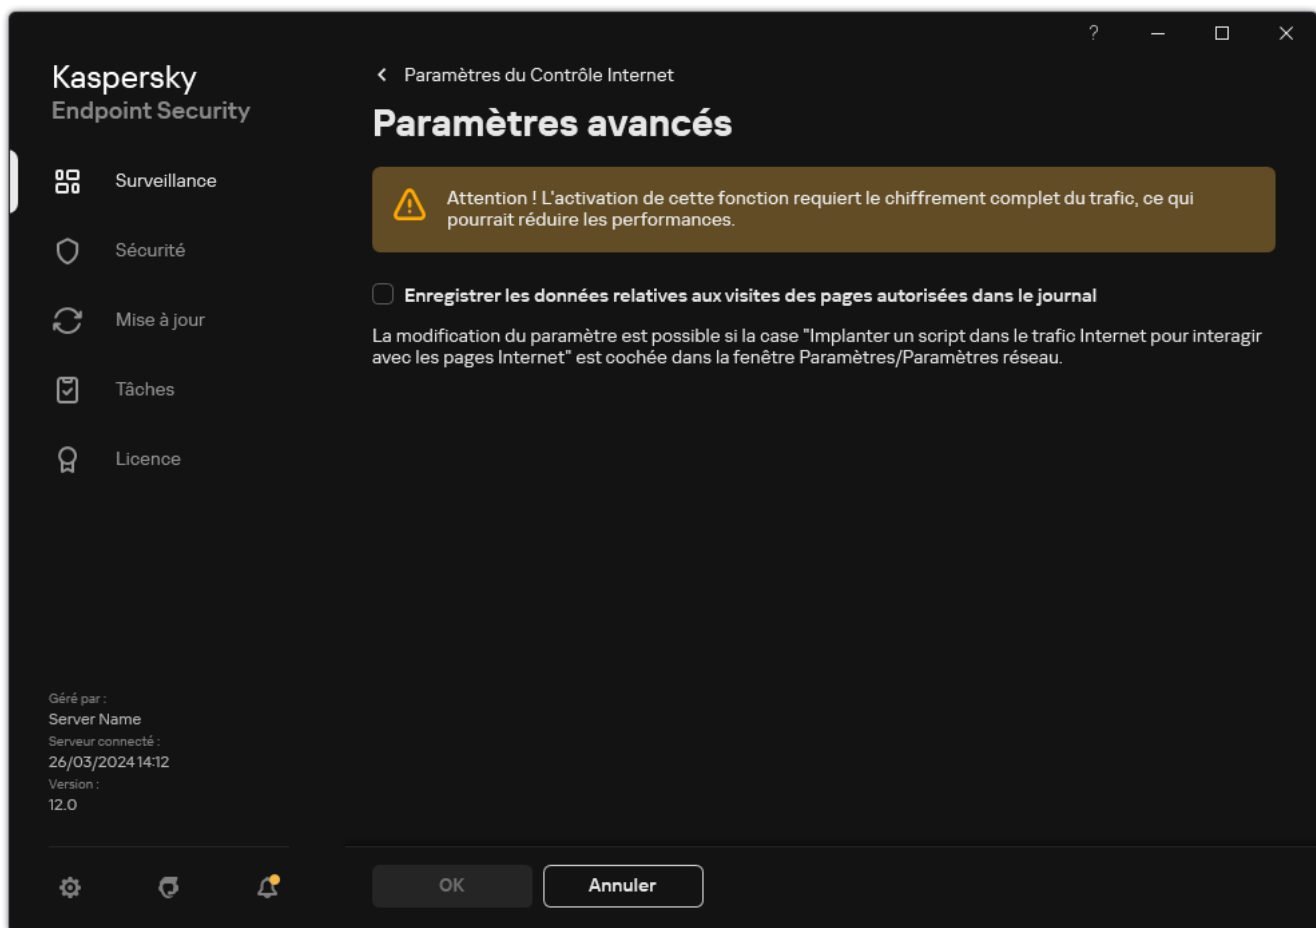 ?
Kaspersky
Endpoint Security
Surveillance
Sécurité
Mise à jour
Tâches
Licence
Géré par :
Server Name
Serveur connecté :
26/03/2024 14:12
Version :
12.0
Paramètres du Contrôle Internet
Paramètres avancés
Attention ! L'activation de cette fonction requiert le chiffrement complet du trafic, ce qui
pourrait réduire les performances.
Enregistrer les données relatives aux visites des pages autorisées dans le journal
La modification du paramètre est possible si la case "Implanter un script dans le trafic Internet pour interagir
avec les pages Internet" est cochée dans la fenêtre Paramètres/Paramètres réseau.
OK
Annuler